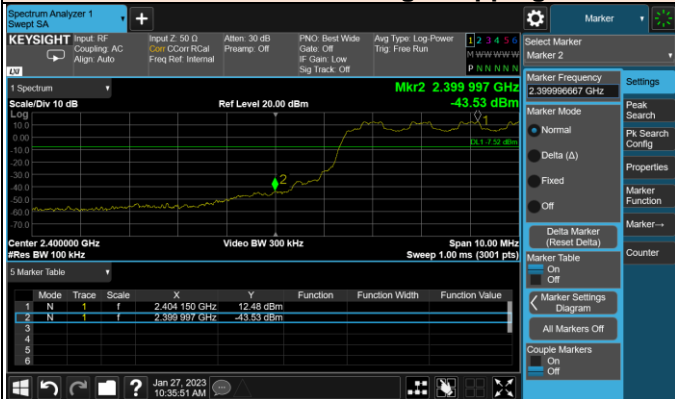 Spectrum Analyzer 1
Swept SA
Marker
KEYSIGHT
Input: RF
Coupling: AC
Align: Auto
Input Z: 50 Ω
Corr CCorr RCal
Freq Ref: Internal
Atten: 30 dB
Preamp: Off
PNO: Best Wide
Gate: Off
IF Gain: Low
Sig Track: Off
Avg Type: Log-Power
Trig: Free Run
1 2 3 4 5 6
M W W W W W
P N N N N N
LXI
Select Marker
Marker 2
1 Spectrum
Mkr2 2.399 997 GHz
-43.53 dBm
Scale/Div 10 dB
Ref Level 20.00 dBm
Log
10.0
0.00
-10.0
-20.0
-30.0
-40.0
-50.0
-60.0
-70.0
1
DL1 -7.52 dBm
2
Center 2.400000 GHz
#Res BW 100 kHz
Video BW 300 kHz
Span 10.00 MHz
Sweep 1.00 ms (3001 pts)
5 Marker Table
Mode Trace Scale X Y Function Function Width Function Value
1 N 1 f 2.404 150 GHz 12.48 dBm
2 N 1 f 2.399 997 GHz -43.53 dBm
3
4
5
6
Jan 27, 2023
10:35:51 AM
Marker Frequency
2.399996667 GHz
Marker Mode
Normal
Delta (Δ)
Fixed
Off
Delta Marker
(Reset Delta)
Marker Table
On
Off
Marker Settings
Diagram
All Markers Off
Couple Markers
On
Off
Settings
Peak
Search
Pk Search
Config
Properties
Marker
Function
Marker→
Counter